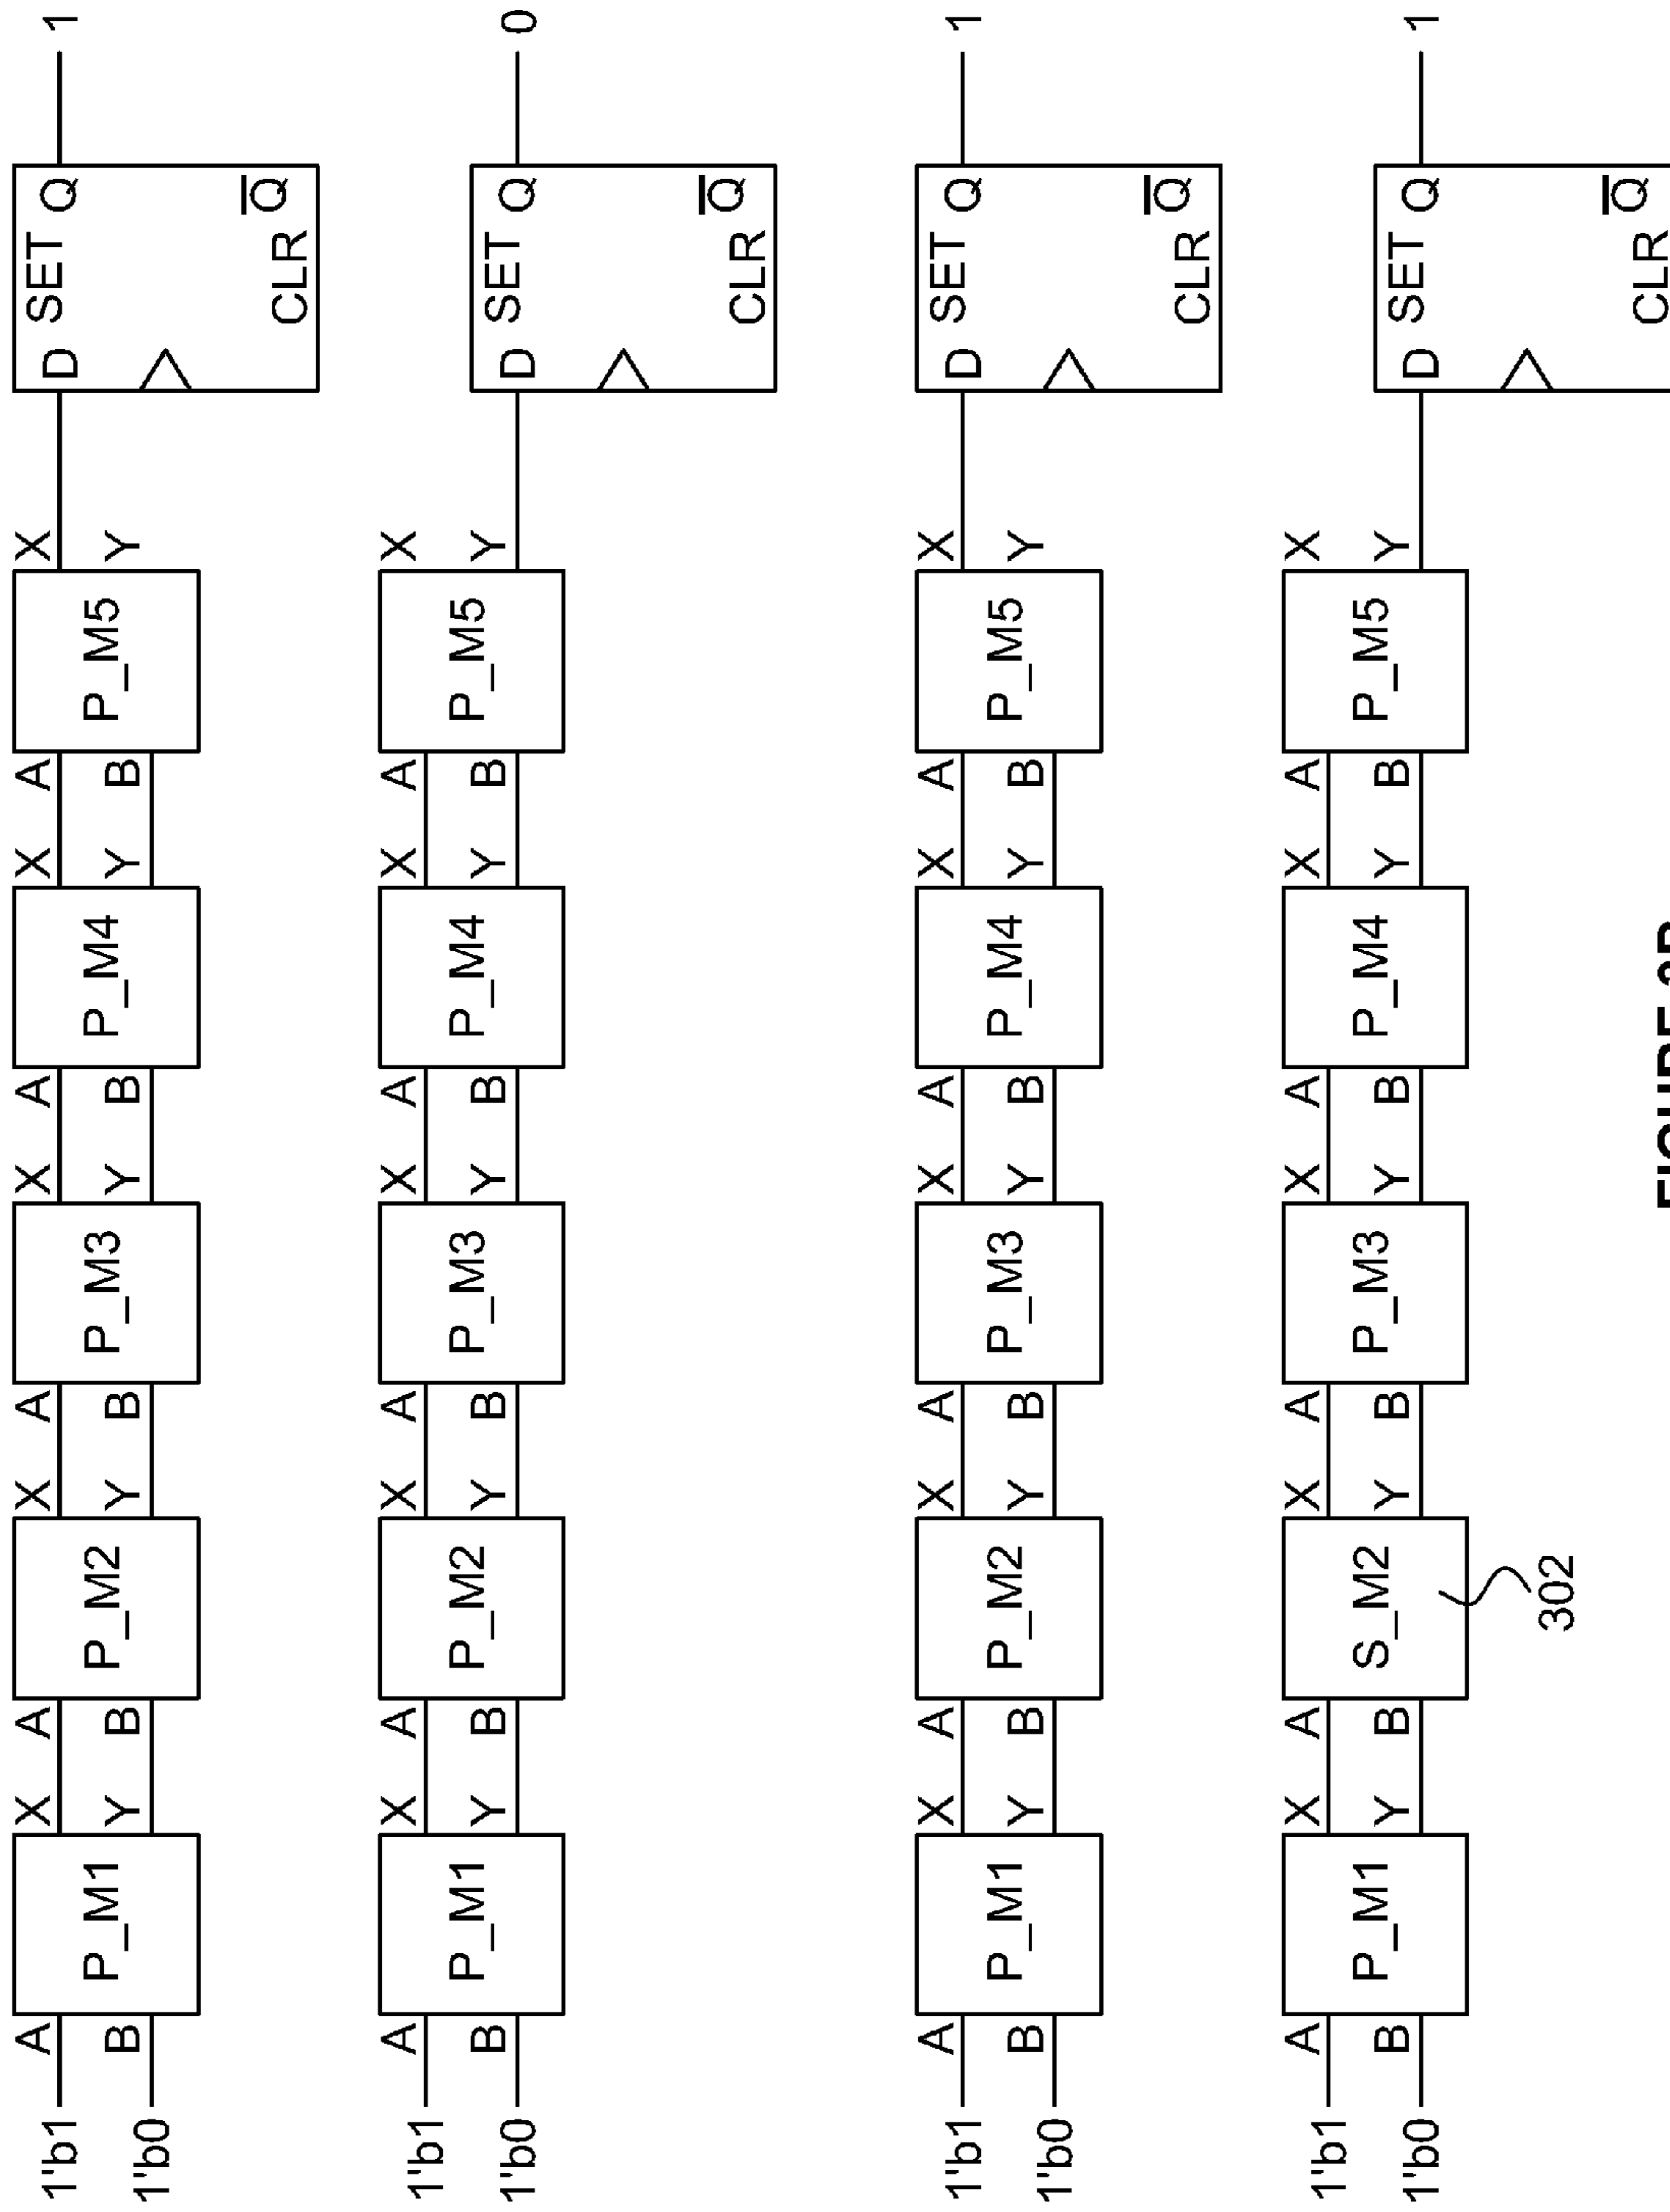 1'b1 A X A X A X A X A X D SET Q 1
P_M1 P_M2 P_M3 P_M4 P_M5
1'b0 B Y B Y B Y B Y B Y
Q̅
CLR
1'b1 A X A X A X A X A X
P_M1 P_M2 P_M3 P_M4 P_M5
1'b0 B Y B Y B Y B Y B Y D SET Q 0
Q̅
CLR
1'b1 A X A X A X A X A X D SET Q 1
P_M1 P_M2 P_M3 P_M4 P_M5
1'b0 B Y B Y B Y B Y B Y
Q̅
CLR
1'b1 A X A X A X A X A X
P_M1 S_M2 P_M3 P_M4 P_M5
1'b0 B Y B Y B Y B Y B Y D SET Q 1
302
Q̅
CLR
FIGURE